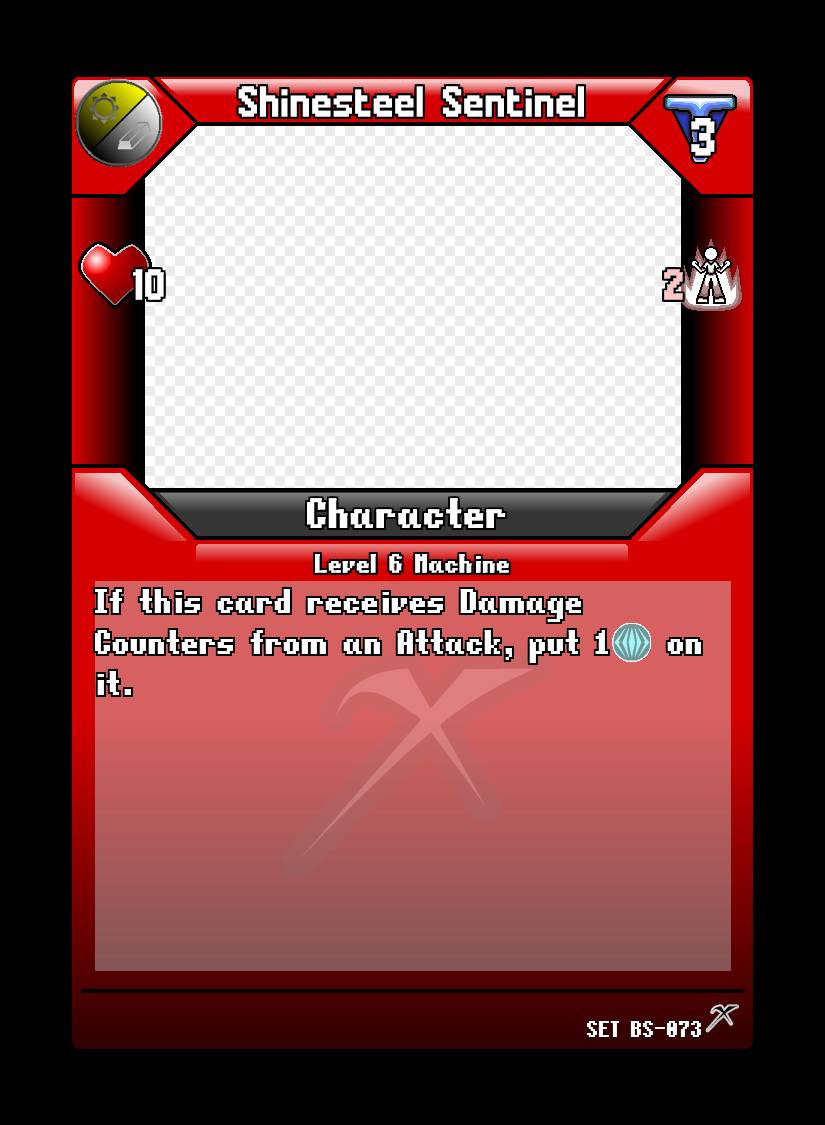 Shinesteel Sentinel
3
10
2
Character
Level 6 Machine
If this card receives Damage
Counters from an Attack, put 1 on
it.
SET BS-073